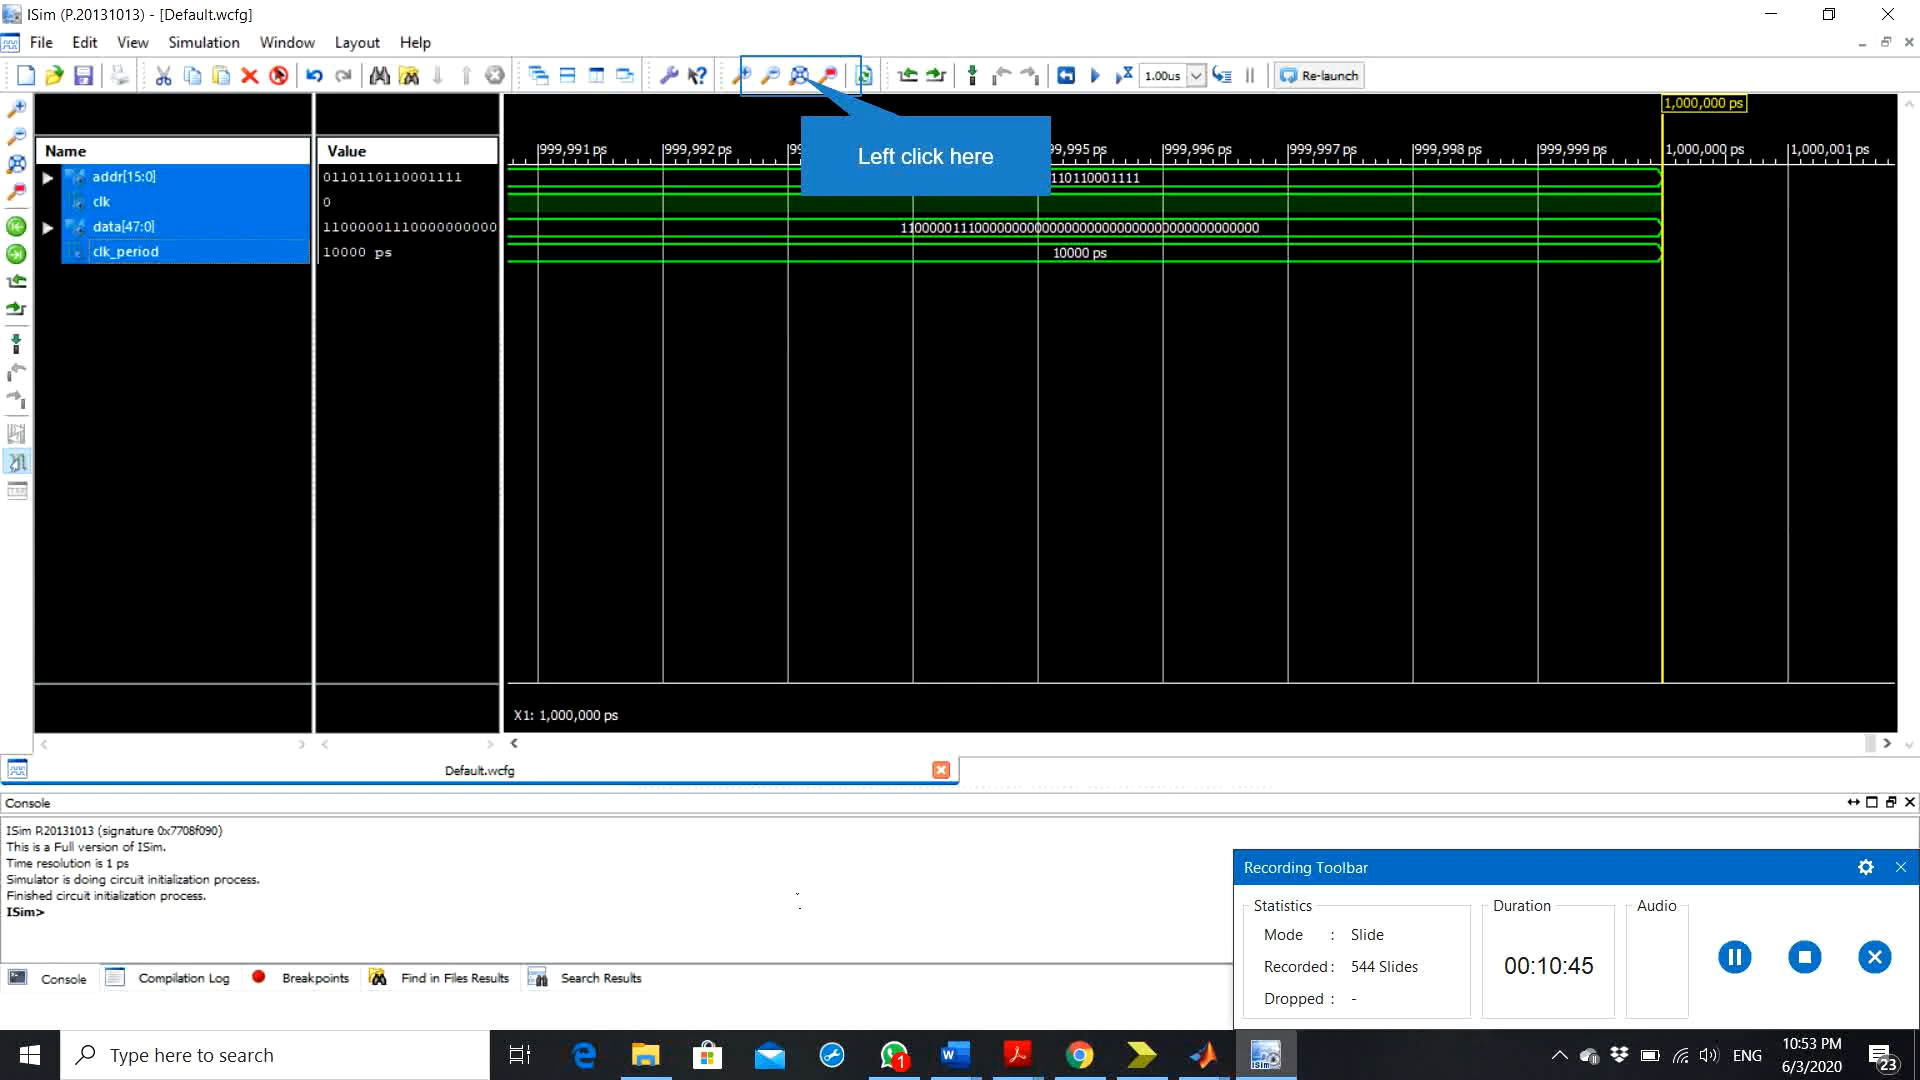 ISim (P.20131013) - [Default.wcfg]
File Edit View Simulation Window Layout Help
1.00us Re-launch
1,000,000 ps
Left click here
Name Value
999,991 ps 999,992 ps 999,996 ps 999,997 ps 999,998 ps 999,999 ps 1,000,000 ps 1,000,001 ps
addr[15:0] 0110110110001111 110110001111
clk 0
data[47:0] 11000001110000000000
clk_period 10000 ps 10000 ps
X1: 1,000,000 ps
Default.wcfg
Console
ISim P.20131013 (signature 0x7708f090)
This is a Full version of ISim.
Time resolution is 1 ps
Simulator is doing circuit initialization process.
Finished circuit initialization process.
ISim>
Console Compilation Log Breakpoints Find in Files Results Search Results
Recording Toolbar
Statistics Duration Audio
Mode : Slide
Recorded : 544 Slides
Dropped : -
00:10:45
Type here to search
1
ISim
ENG
10:53 PM
6/3/2020
23